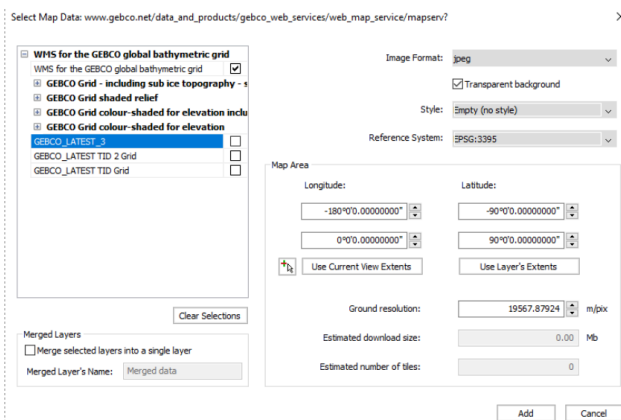 Select Map Data: www.gebco.net/data_and_products/gebco_web_services/web_map_service/mapserv?
WMS for the GEBCO global bathymetric grid
WMS for the GEBCO global bathymetric grid
GEBCO Grid - including sub ice topography - s
GEBCO Grid shaded relief
GEBCO Grid colour-shaded for elevation inclu
GEBCO Grid colour-shaded for elevation
GEBCO_LATEST_3
GEBCO_LATEST TID 2 Grid
GEBCO_LATEST TID Grid
Clear Selections
Merged Layers
Merge selected layers into a single layer
Merged Layer's Name: Merged data
Image Format: jpeg
Transparent background
Style: Empty (no style)
Reference System: EPSG:3395
Map Area
Longitude: Latitude:
-180°0'0.00000000" -90°0'0.00000000"
0°0'0.00000000" 90°0'0.00000000"
Use Current View Extents Use Layer's Extents
Ground resolution: 19567.87924 m/pix
Estimated download size: 0.00 Mb
Estimated number of tiles: 0
Add Cancel